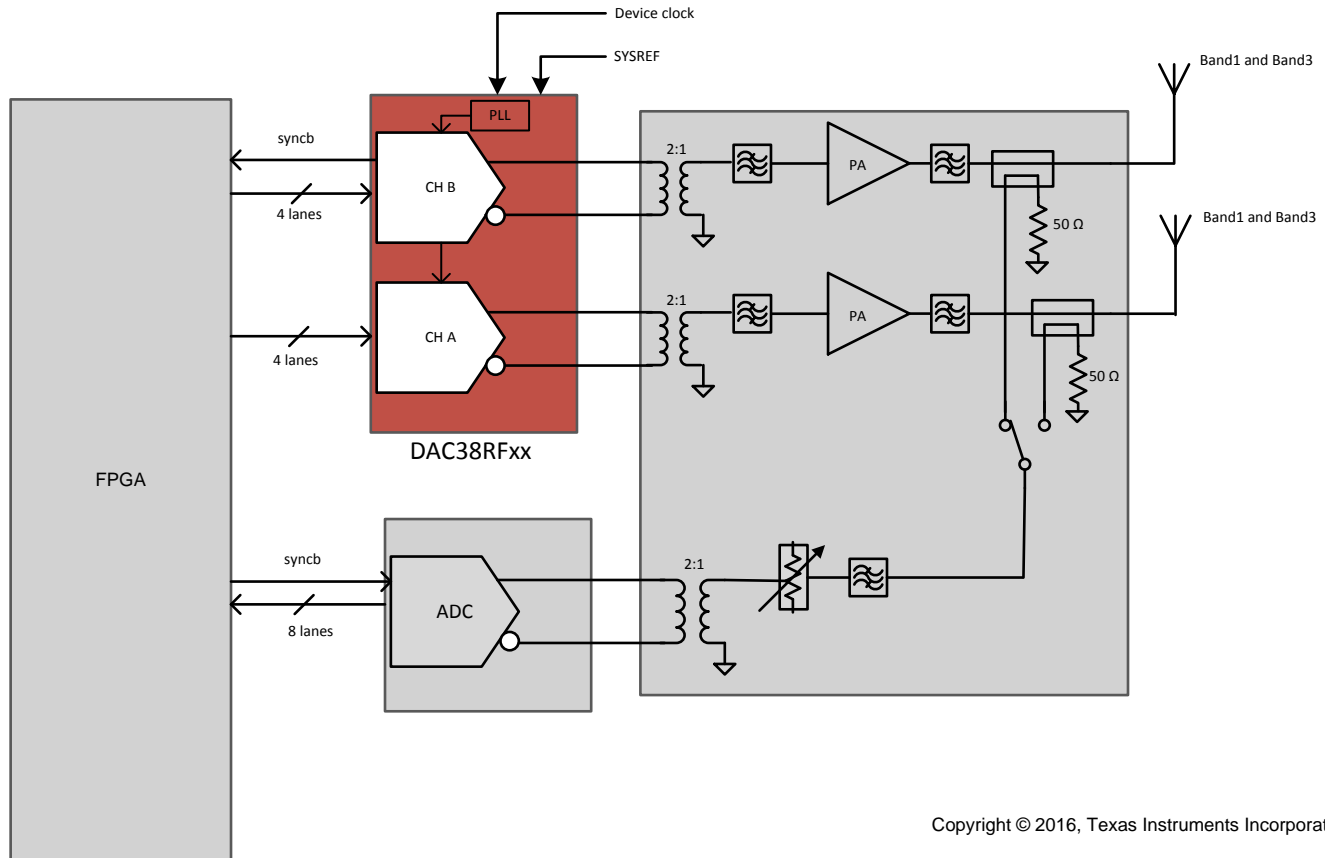 Device clock
SYSREF
Band1 and Band3
PLL
syncb
2:1
CH B
PA
4 lanes
50 Ω
Band1 and Band3
2:1
CH A
PA
4 lanes
50 Ω
DAC38RFxx
FPGA
syncb
2:1
ADC
8 lanes
Copyright © 2016, Texas Instruments Incorporat